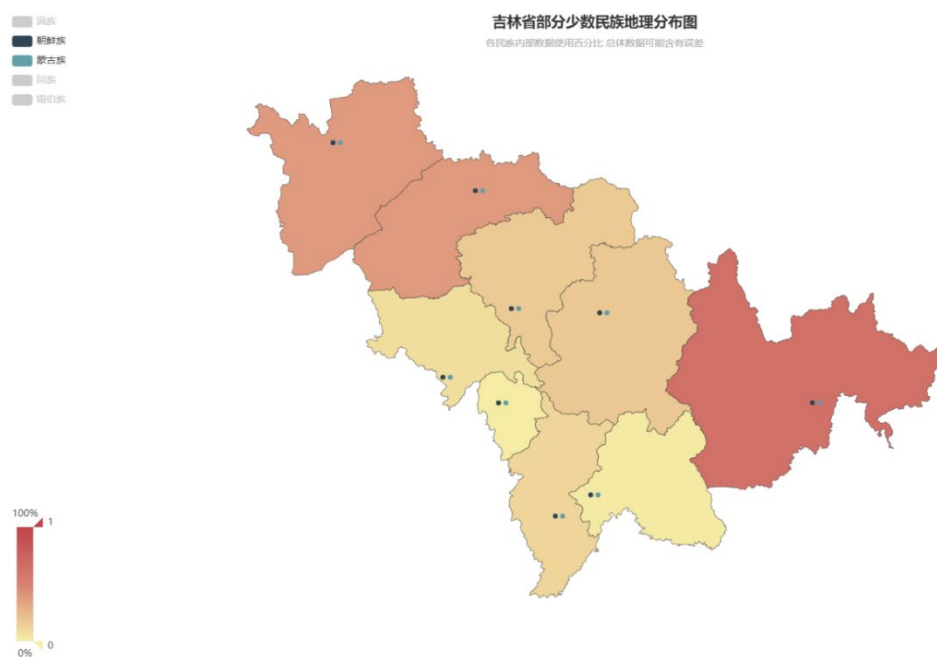 吉林省部分少数民族地理分布图
各民族内部数据使用百分比 总体数据可能含有误差
满族
朝鲜族
蒙古族
回族
锡伯族
100%
1
0
0%